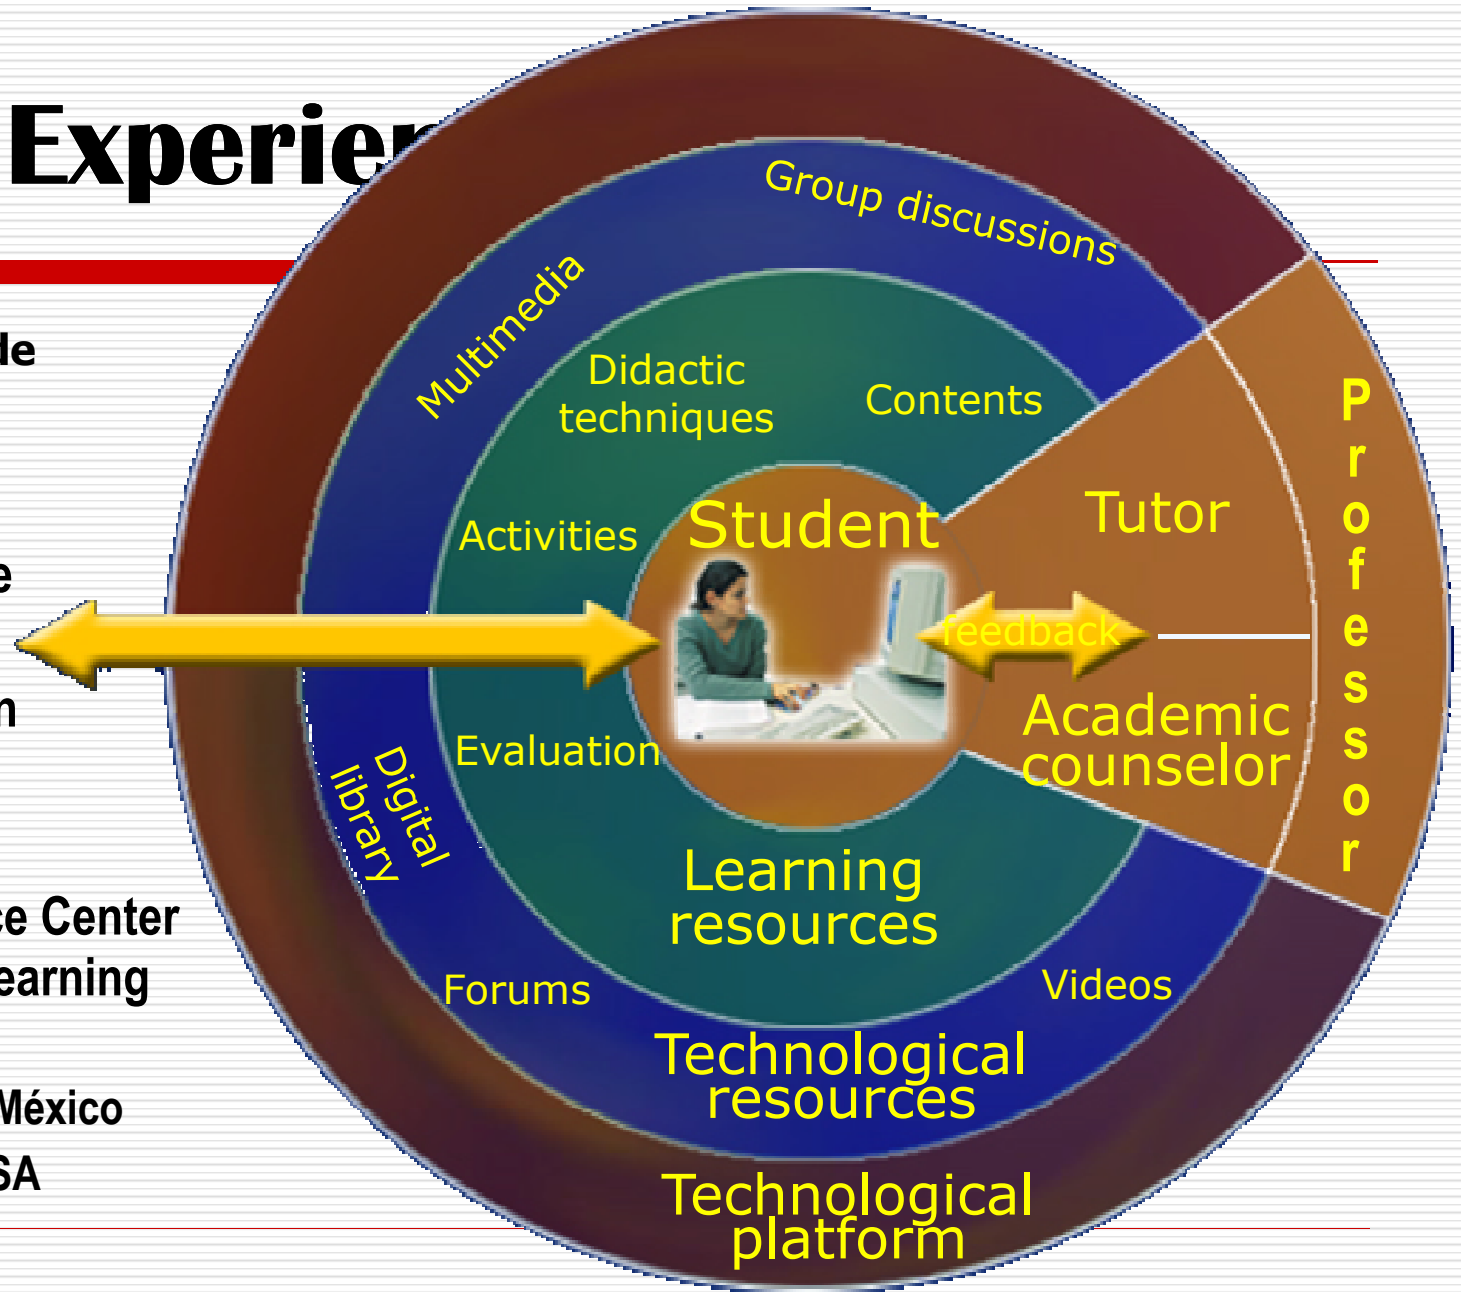 Experien
Group discussions
Multimedia
de
Didactic
techniques
Contents
Professor
Student
Tutor
Activities
e
feedback
n
Academic
counselor
Evaluation
Digital
library
Learning
resources
ce Center
earning
Forums
Videos
Technological
resources
México
SA
Technological
platform